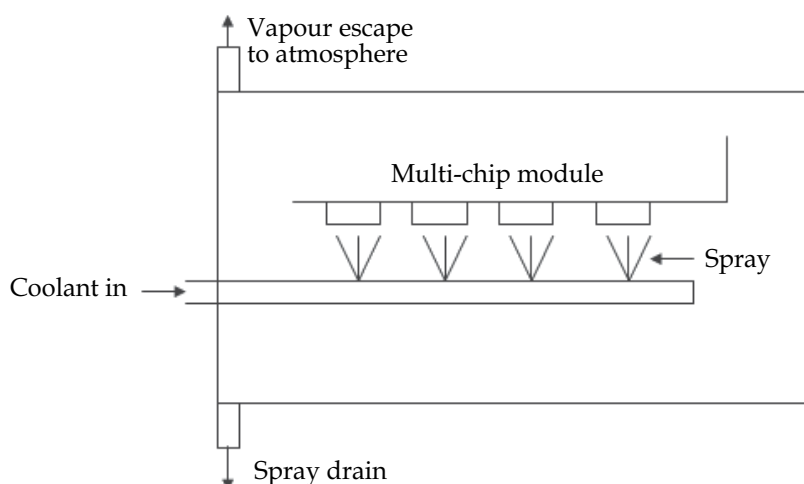 Vapour escape
to atmosphere
Multi-chip module
Spray
Coolant in
Spray drain